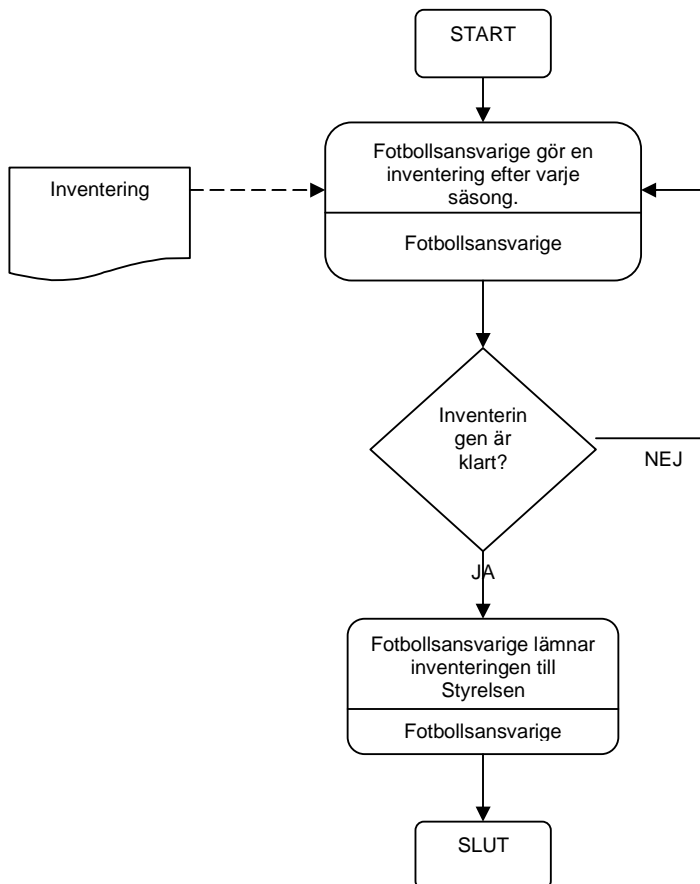 START
Fotbollsansvarige gör en
inventering efter varje
säsong.
Fotbollsansvarige
Inventering
Inventerin
gen är
klart?
NEJ
JA
Fotbollsansvarige lämnar
inventeringen till
Styrelsen
Fotbollsansvarige
SLUT